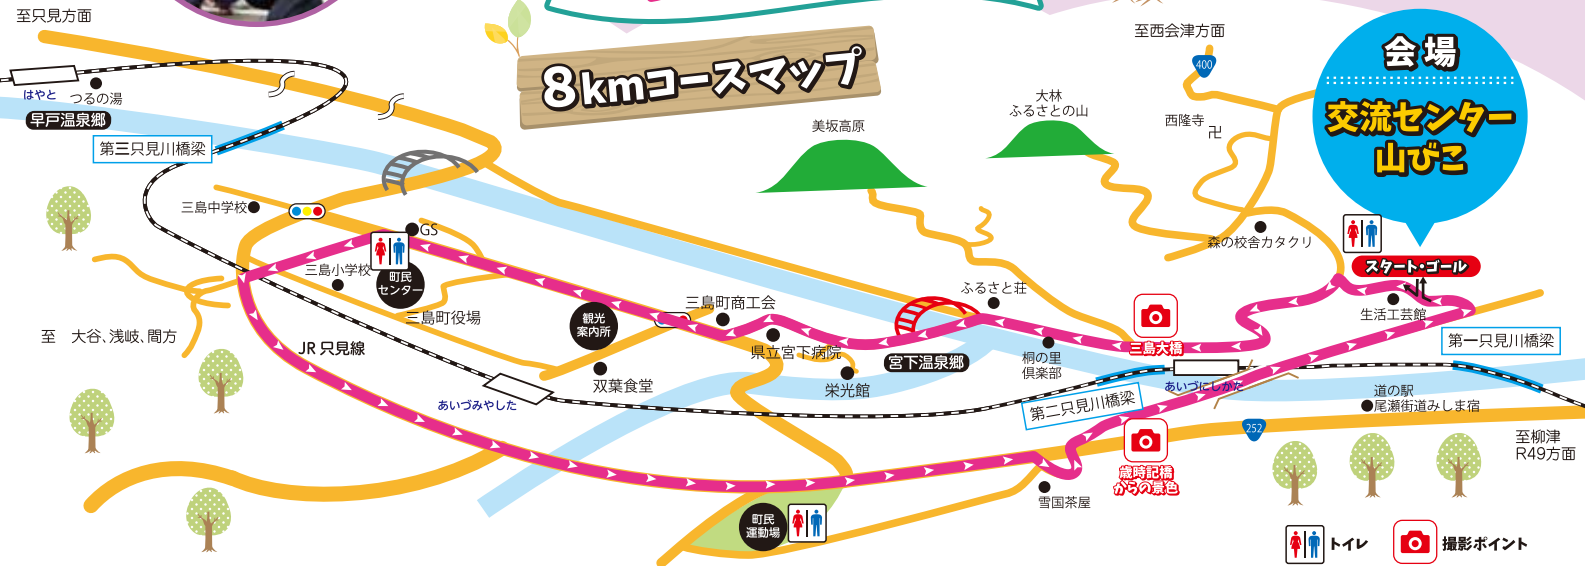 至只見方面
8kmコースマップ
至西会津方面
400
会場
交流センター
山びこ
はやと
つるの湯
早戸温泉郷
第三只見川橋梁
美坂高原
大林
ふるさとの山
西隆寺
卍
三島中学校
GS
森の校舎カタクリ
スタート・ゴール
三島小学校
町民
センター
ふるさと荘
生活工芸館
三島町役場
観光
案内所
三島町商工会
至 大谷、浅岐、間方
JR只見線
県立宮下病院
宮下温泉郷
桐の里
倶楽部
三島大橋
第一只見川橋梁
双葉食堂
栄光館
あいづみやした
あいづにしかた
第二只見川橋梁
道の駅
尾瀬街道みしま宿
252
至柳津
R49方面
歳時記橋
からの景色
雪国茶屋
町民
運動場
トイレ
撮影ポイント